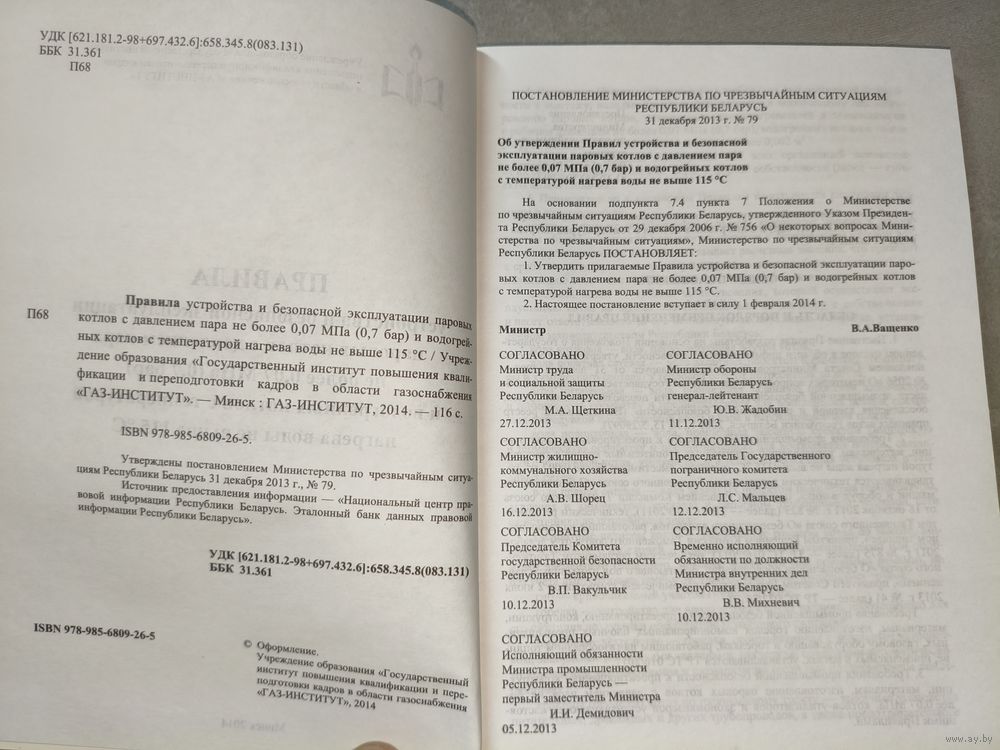 УДК [621.181.2-98+697.432.6]:658.345.8(083.131)
ББК 31.361
П68
П68
Правила устройства и безопасной эксплуатации паровых
котлов с давлением пара не более 0,07 МПа (0,7 бар) и водогрей-
ных котлов с температурой нагрева воды не выше 115 °С / Учреж-
дение образования «Государственный институт повышения квали-
фикации и переподготовки кадров в области газоснабжения
«ГАЗ-ИНСТИТУТ». — Минск : ГАЗ-ИНСТИТУТ, 2014. — 116 с.
ISBN 978-985-6809-26-5.
Утверждены постановлением Министерства по чрезвычайным ситуа-
циям Республики Беларусь 31 декабря 2013 г., № 79.
Источник предоставления информации — «Национальный центр пра-
вовой информации Республики Беларусь. Эталонный банк данных правовой
информации Республики Беларусь».
УДК [621.181.2-98+697.432.6]:658.345.8(083.131)
ББК 31.361
ISBN 978-985-6809-26-5
© Оформление.
Учреждение образования «Государственный
институт повышения квалификации и пере-
подготовки кадров в области газоснабжения
«ГАЗ-ИНСТИТУТ», 2014
ПОСТАНОВЛЕНИЕ МИНИСТЕРСТВА ПО ЧРЕЗВЫЧАЙНЫМ СИТУАЦИЯМ
РЕСПУБЛИКИ БЕЛАРУСЬ
31 декабря 2013 г. № 79
Об утверждении Правил устройства и безопасной
эксплуатации паровых котлов с давлением пара
не более 0,07 МПа (0,7 бар) и водогрейных котлов
с температурой нагрева воды не выше 115 °С
На основании подпункта 7.4 пункта 7 Положения о Министерстве
по чрезвычайным ситуациям Республики Беларусь, утвержденного Указом Президен-
та Республики Беларусь от 29 декабря 2006 г. № 756 «О некоторых вопросах Мини-
стерства по чрезвычайным ситуациям», Министерство по чрезвычайным ситуациям
Республики Беларусь ПОСТАНОВЛЯЕТ:
1. Утвердить прилагаемые Правила устройства и безопасной эксплуатации паро-
вых котлов с давлением пара не более 0,07 МПа (0,7 бар) и водогрейных котлов
с температурой нагрева воды не выше 115 °С.
2. Настоящее постановление вступает в силу 1 февраля 2014 г.
Министр В.А.Ващенко
СОГЛАСОВАНО
Министр труда
и социальной защиты
Республики Беларусь
М.А. Щеткина
27.12.2013
СОГЛАСОВАНО
Министр обороны
Республики Беларусь
генерал-лейтенант
Ю.В. Жадобин
11.12.2013
СОГЛАСОВАНО
Министр жилищно-
коммунального хозяйства
Республики Беларусь
А.В. Шорец
16.12.2013
СОГЛАСОВАНО
Председатель Государственного
пограничного комитета
Республики Беларусь
Л.С. Мальцев
12.12.2013
СОГЛАСОВАНО
Председатель Комитета
государственной безопасности
Республики Беларусь
В.П. Вакульчик
10.12.2013
СОГЛАСОВАНО
Временно исполняющий
обязанности по должности
Министра внутренних дел
Республики Беларусь
В.В. Михневич
10.12.2013
СОГЛАСОВАНО
Исполняющий обязанности
Министра промышленности
Республики Беларусь —
первый заместитель Министра
И.И. Демидович
05.12.2013
www.ay.by